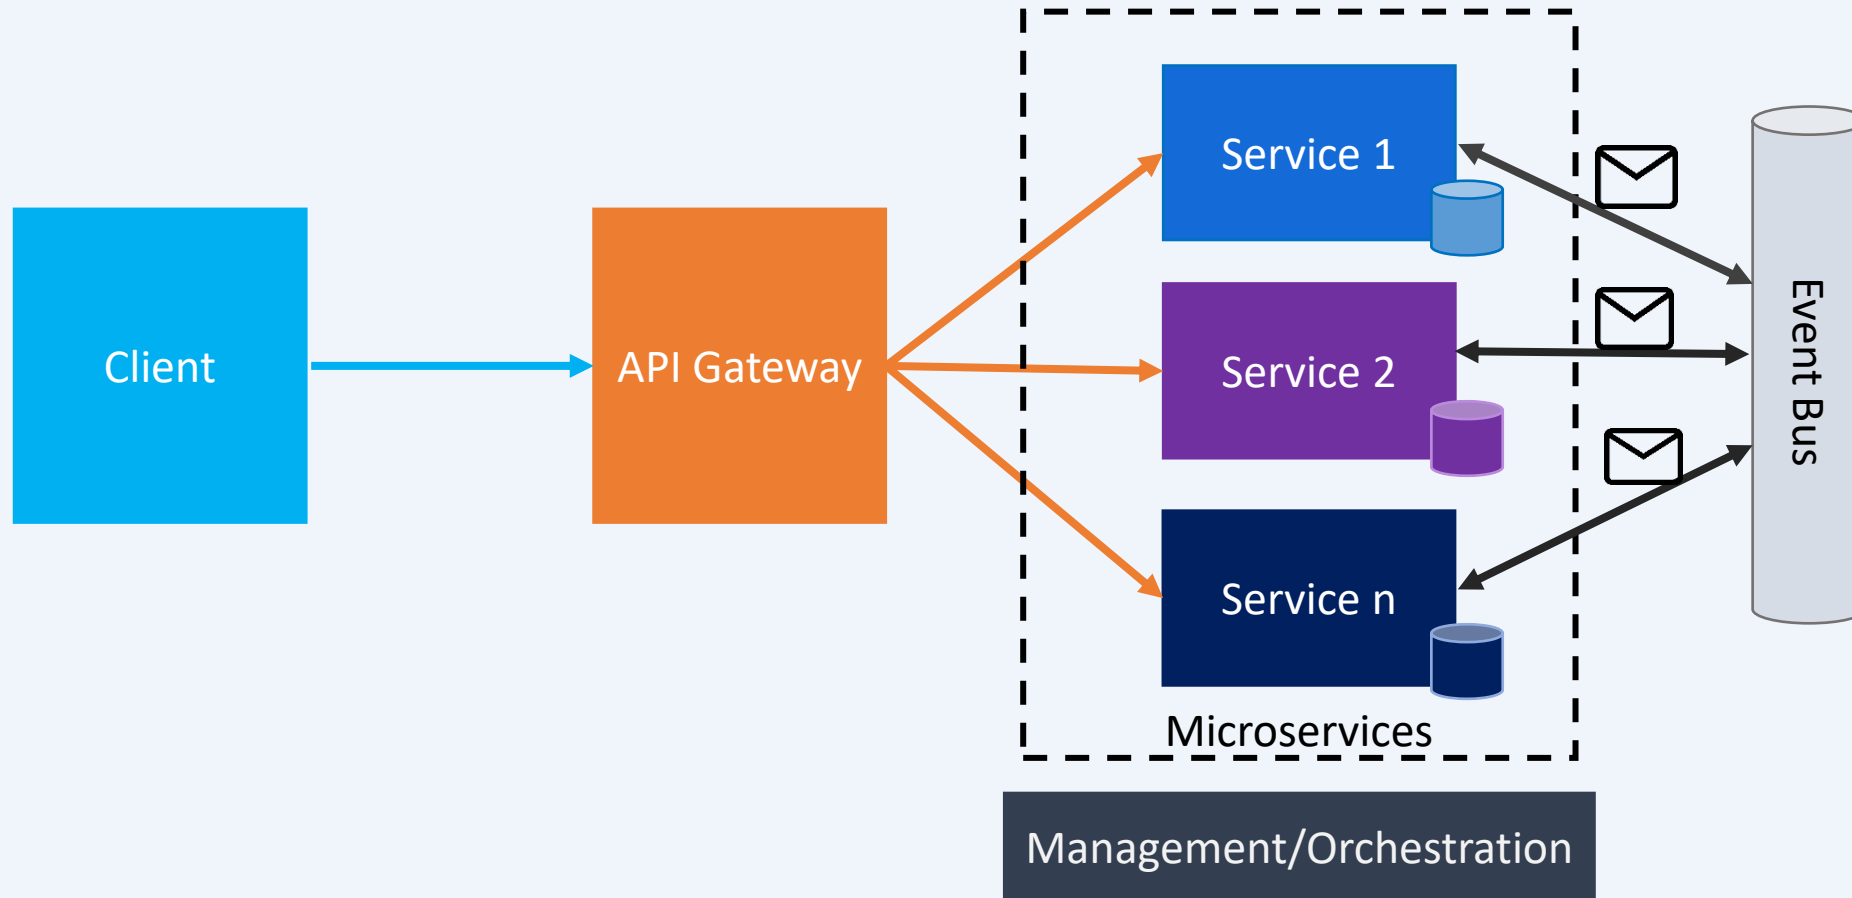 Client
API Gateway
Service 1
Service 2
Service n
Microservices
Event Bus
Management/Orchestration